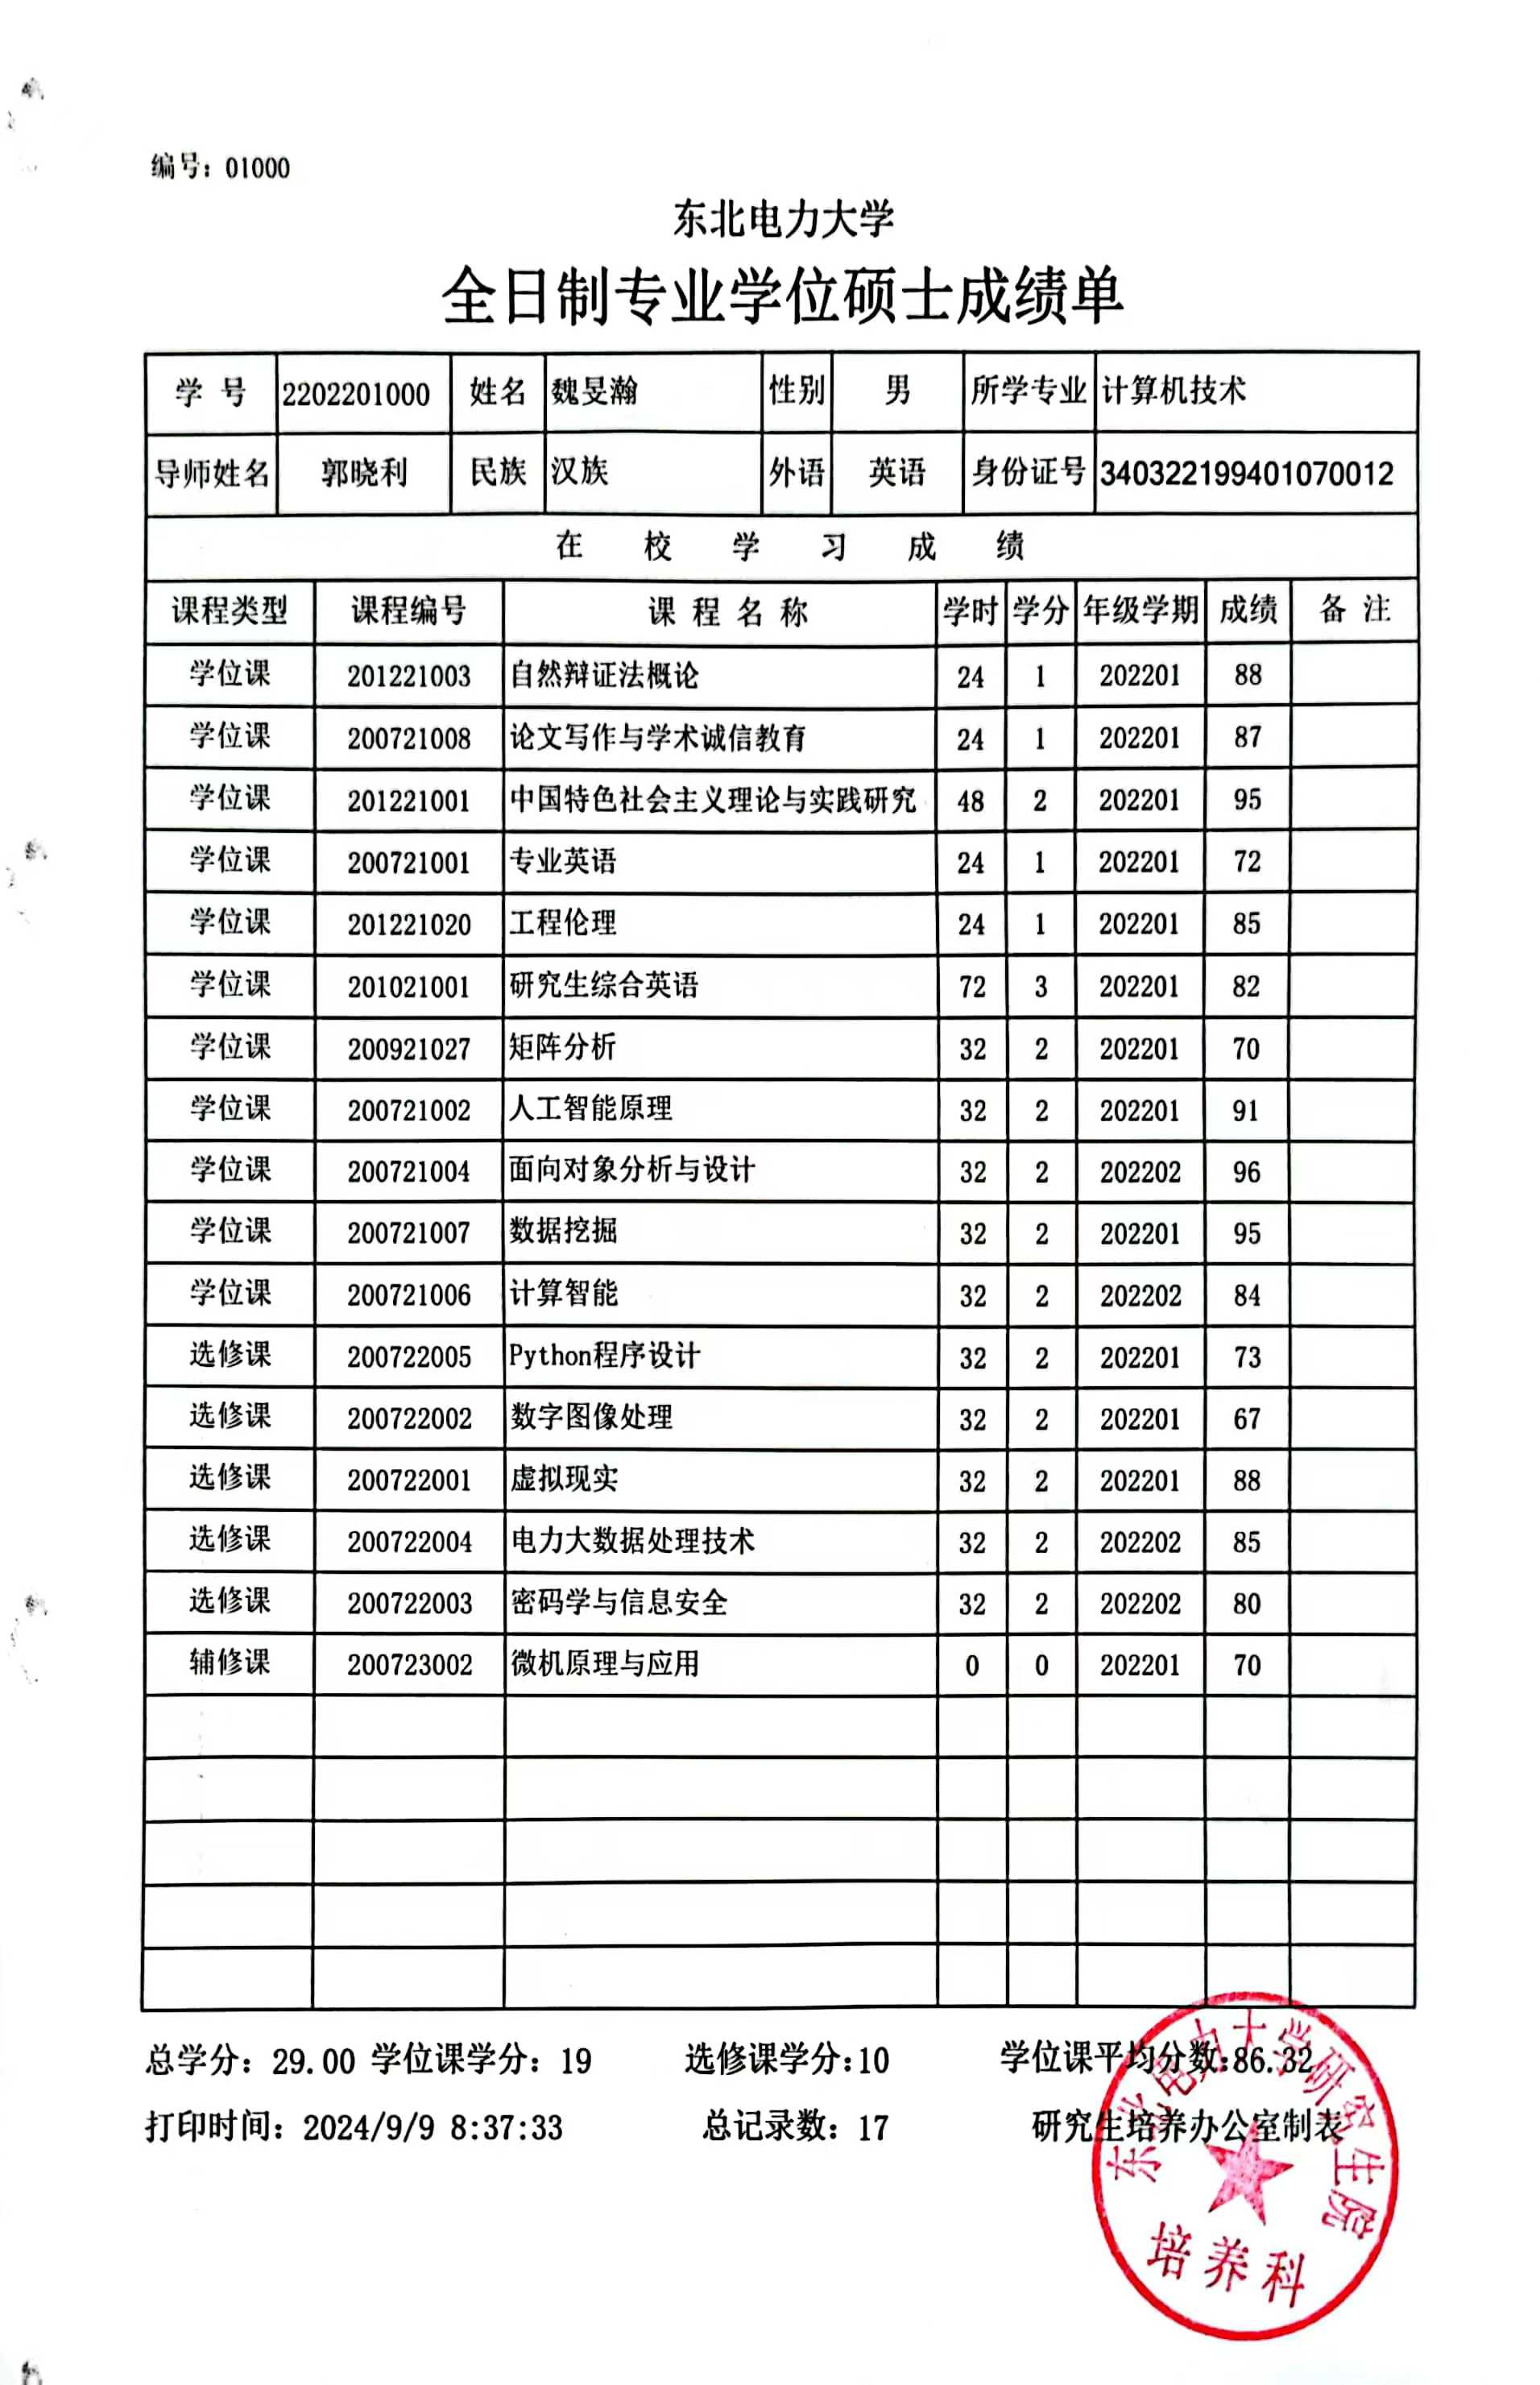 编号：01000
东北电力大学
全日制专业学位硕士成绩单
学 号 2202201000 姓名 魏旻瀚 性别 男 所学专业 计算机技术
导师姓名 郭晓利 民族 汉族 外语 英语 身份证号 340322199401070012
在 校 学 习 成 绩
课程类型 课程编号 课 程 名 称 学时 学分 年级学期 成绩 备 注
学位课 201221003 自然辩证法概论 24 1 202201 88
学位课 200721008 论文写作与学术诚信教育 24 1 202201 87
学位课 201221001 中国特色社会主义理论与实践研究 48 2 202201 95
学位课 200721001 专业英语 24 1 202201 72
学位课 201221020 工程伦理 24 1 202201 85
学位课 201021001 研究生综合英语 72 3 202201 82
学位课 200921027 矩阵分析 32 2 202201 70
学位课 200721002 人工智能原理 32 2 202201 91
学位课 200721004 面向对象分析与设计 32 2 202202 96
学位课 200721007 数据挖掘 32 2 202201 95
学位课 200721006 计算智能 32 2 202202 84
选修课 200722005 Python程序设计 32 2 202201 73
选修课 200722002 数字图像处理 32 2 202201 67
选修课 200722001 虚拟现实 32 2 202201 88
选修课 200722004 电力大数据处理技术 32 2 202202 85
选修课 200722003 密码学与信息安全 32 2 202202 80
辅修课 200723002 微机原理与应用 0 0 202201 70
总学分：29.00 学位课学分：19 选修课学分：10 学位课平均分数：86.32
打印时间：2024/9/9 8:37:33 总记录数：17 研究生培养办公室制表
东北电力大学研究生院
培养科